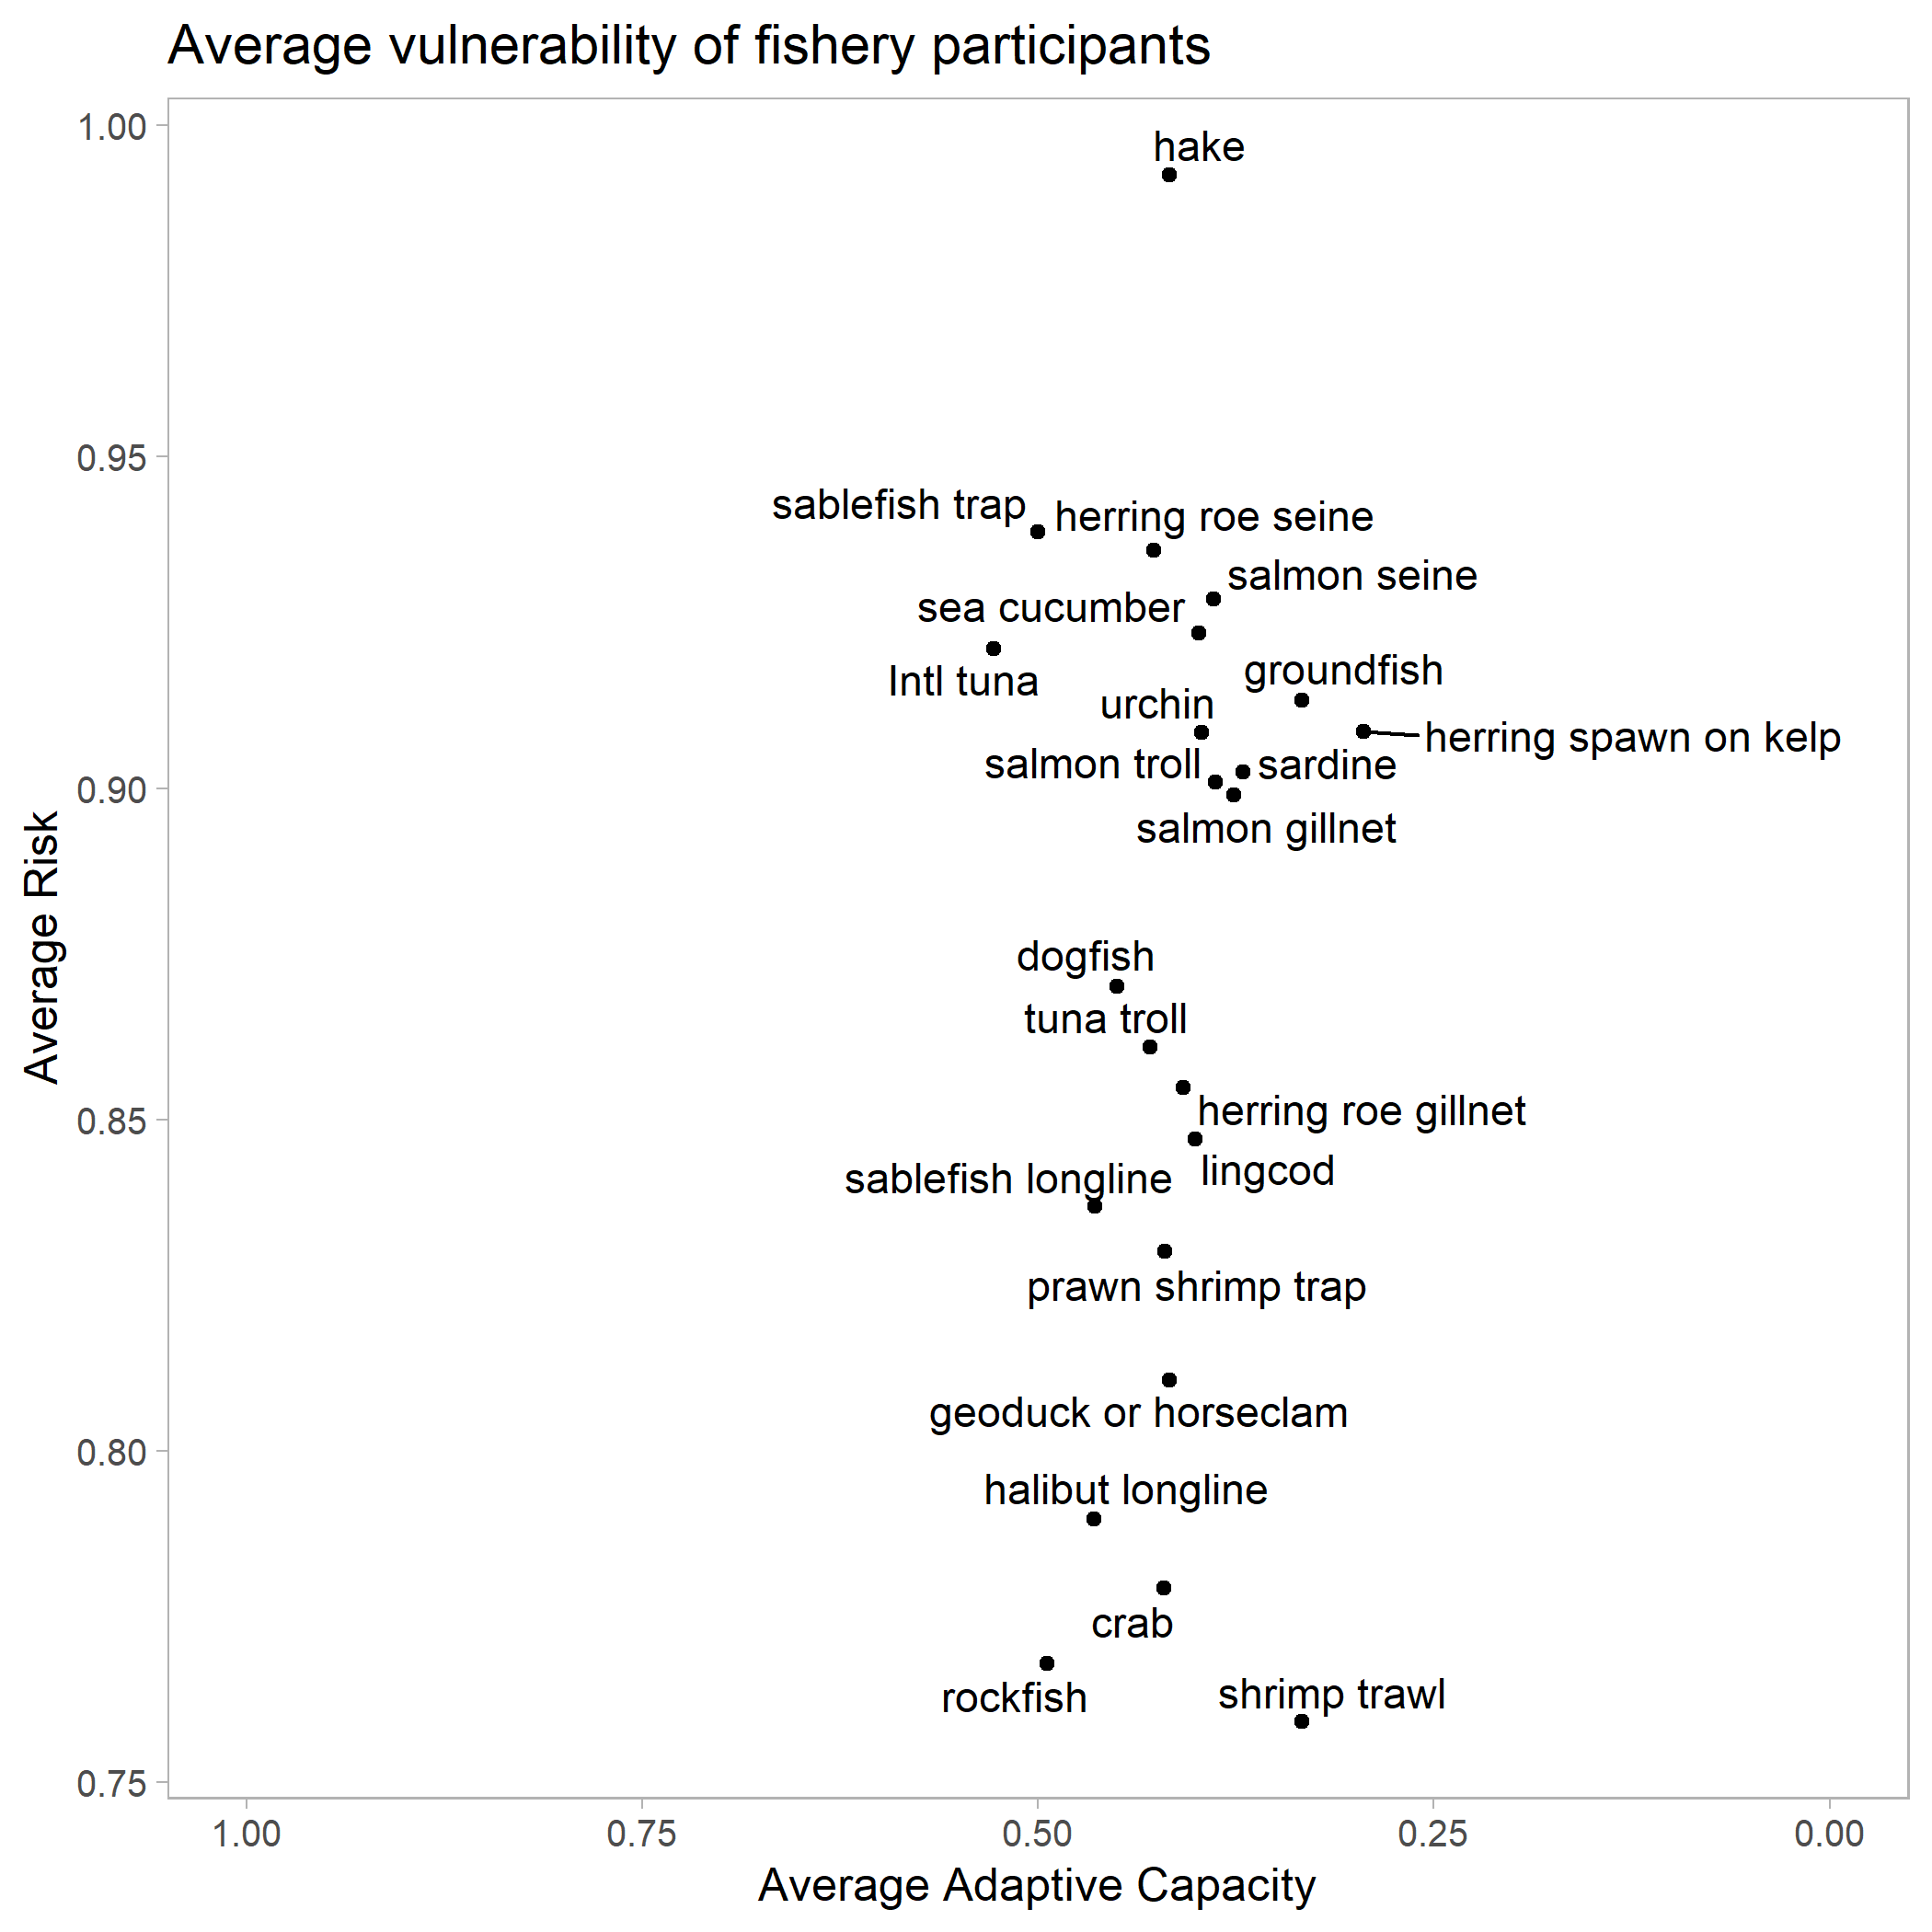 Average vulnerability of fishery participants
1.00
hake
0.95
sablefish trap
herring roe seine
salmon seine
sea cucumber
groundfish
Intl tuna
urchin
herring spawn on kelp
salmon troll
sardine
0.90
salmon gillnet
Average Risk
dogfish
tuna troll
herring roe gillnet
0.85
lingcod
sablefish longline
prawn shrimp trap
geoduck or horseclam
0.80
halibut longline
crab
shrimp trawl
rockfish
0.75
1.00 0.75 0.50 0.25 0.00
Average Adaptive Capacity